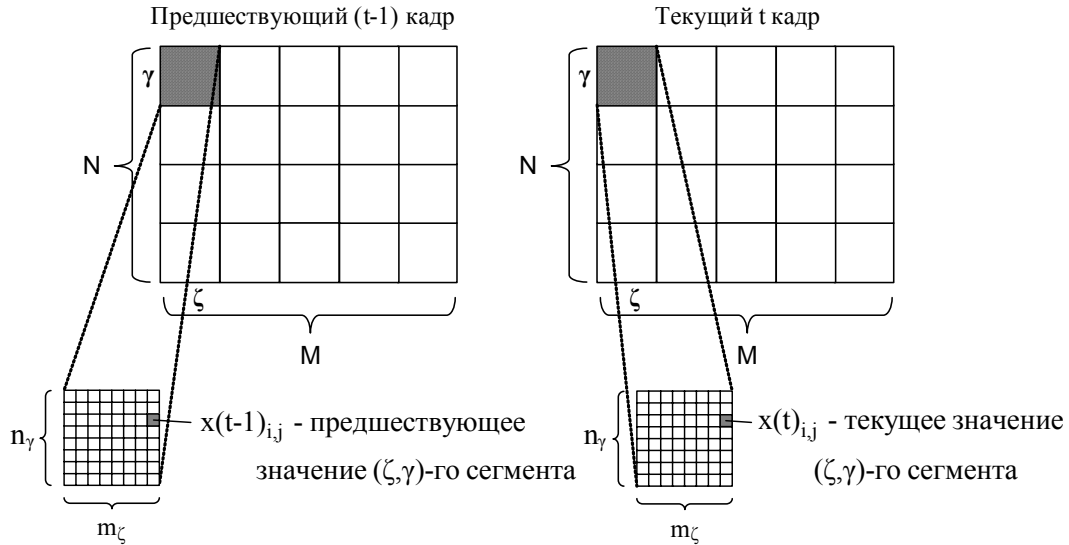 Предшествующий (t-1) кадр
Текущий t кадр
γ
γ
N
N
ζ
ζ
M
M
x(t-1)i,j - предшествующее
значение (ζ,γ)-го сегмента
nγ
mζ
x(t)i,j - текущее значение
(ζ,γ)-го сегмента
nγ
mζ